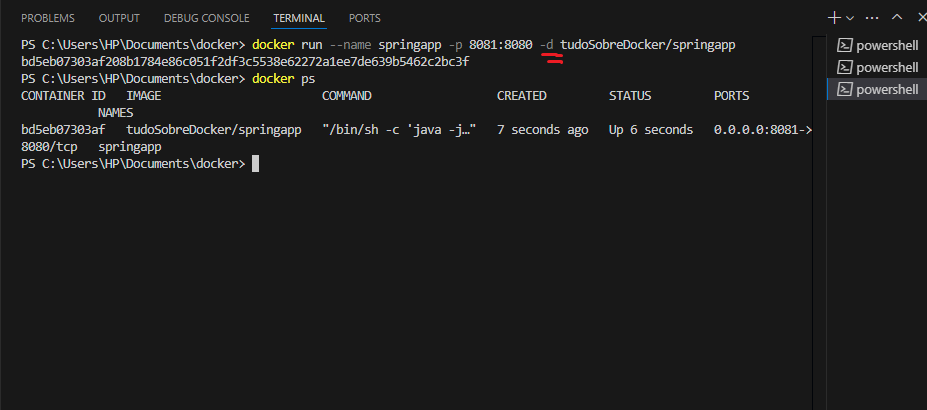 PROBLEMS OUTPUT DEBUG CONSOLE TERMINAL PORTS
PS C:\Users\HP\Documents\docker> docker run --name springapp -p 8081:8080 -d tudoSobreDocker/springapp
bd5eb07303af208b1784e86c051f2df3c5538e62272a1ee7de639b5462c2bc3f
PS C:\Users\HP\Documents\docker> docker ps
CONTAINER ID IMAGE COMMAND CREATED STATUS PORTS
NAMES
bd5eb07303af tudoSobreDocker/springapp "/bin/sh -c 'java -j…" 7 seconds ago Up 6 seconds 0.0.0.0:8081->
8080/tcp springapp
PS C:\Users\HP\Documents\docker>
powershell
powershell
powershell